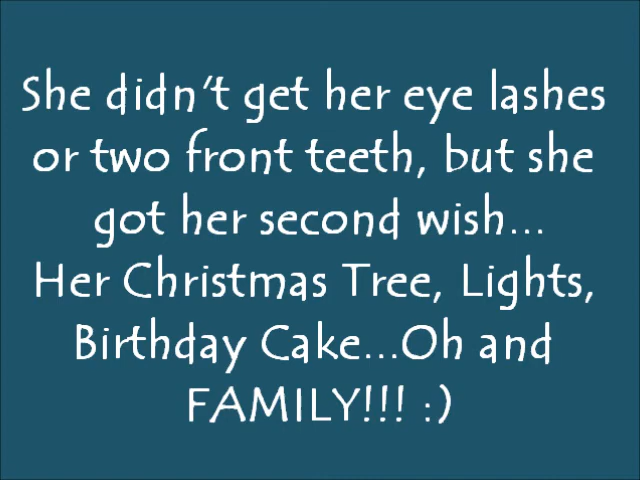 She didn't get her eye lashes
or two front teeth, but she
got her second wish...
Her Christmas Tree, Lights,
Birthday Cake...Oh and
FAMILY!!! :)